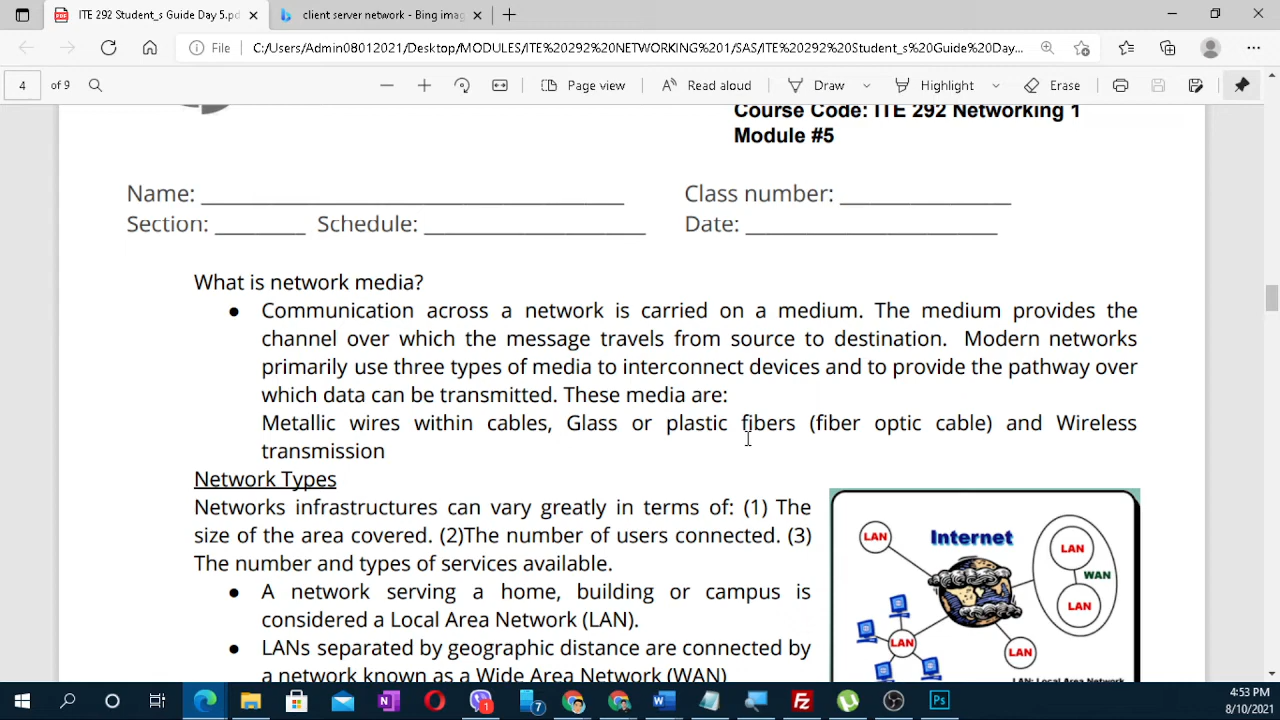 ITE 292 Student_s Guide Day 5.pd
client server network - Bing imag
File
C:/Users/Admin08012021/Desktop/MODULES/ITE%20292%20NETWORKING%201/SAS/ITE%20292%20Student_s%20Guide%20Day...
4 of 9
Page view
Read aloud
Draw
Highlight
Erase
Course Code: ITE 292 Networking 1
Module #5
Name: Class number:
Section: Schedule: Date:
What is network media?
● Communication across a network is carried on a medium. The medium provides the
channel over which the message travels from source to destination. Modern networks
primarily use three types of media to interconnect devices and to provide the pathway over
which data can be transmitted. These media are:
Metallic wires within cables, Glass or plastic fibers (fiber optic cable) and Wireless
transmission
Network Types
Networks infrastructures can vary greatly in terms of: (1) The
size of the area covered. (2)The number of users connected. (3)
The number and types of services available.
● A network serving a home, building or campus is
considered a Local Area Network (LAN).
● LANs separated by geographic distance are connected by
a network known as a Wide Area Network (WAN)
LAN
Internet
LAN
WAN
LAN
LAN
LAN
LAN: Local Area Network
1
7
4:53 PM
8/10/2021